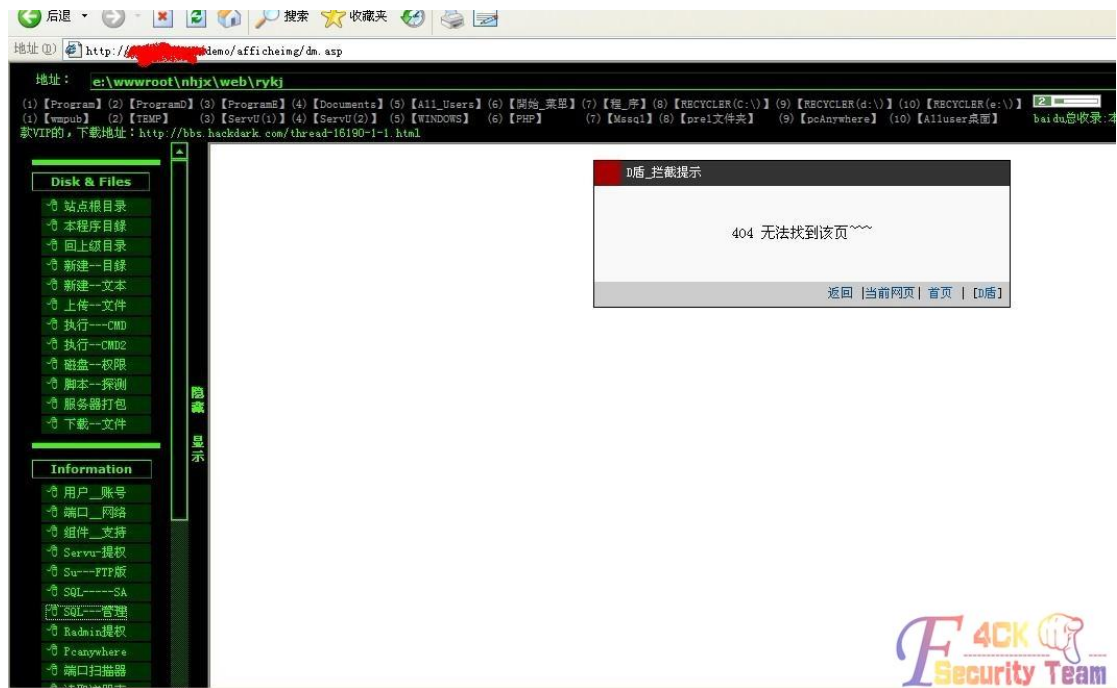 后退
搜索
收藏夹
地址(D)
http://
demo/afficheimg/dm.asp
地址：
e:\wwwroot\nhjx\web\rykj
(1)【Program】(2)【ProgramD】(3)【ProgramE】(4)【Documents】(5)【All_Users】(6)【開始_菜單】(7)【程_序】(8)【RECYCLER(C:\)】(9)【RECYCLER(d:\)】(10)【RECYCLER(e:\)】
2
(1)【wmpub】 (2)【TEMP】 (3)【ServU(1)】(4)【ServU(2)】 (5)【WINDOWS】 (6)【PHP】 (7)【Mssql】(8)【prel文件夹】 (9)【pcAnywhere】 (10)【Alluser桌面】
baidu总收录:本
款VIP的，下载地址：http://bbs.hackdark.com/thread-16190-1-1.html
Disk & Files
站点根目录
本程序目録
回上级目录
新建--目録
新建--文本
上传--文件
执行---CMD
执行--CMD2
磁盘--权限
脚本--探测
服务器打包
下载--文件
隐藏
显示
Information
用户__账号
端口__网络
组件__支持
Servu-提权
Su---FTP版
SQL-----SA
SQL---管理
Radmin提权
Pcanywhere
端口扫描器
D盾_拦截提示
404 无法找到该页~~~
返回 |当前网页| 首页 | [D盾]
F4CK
Security Team